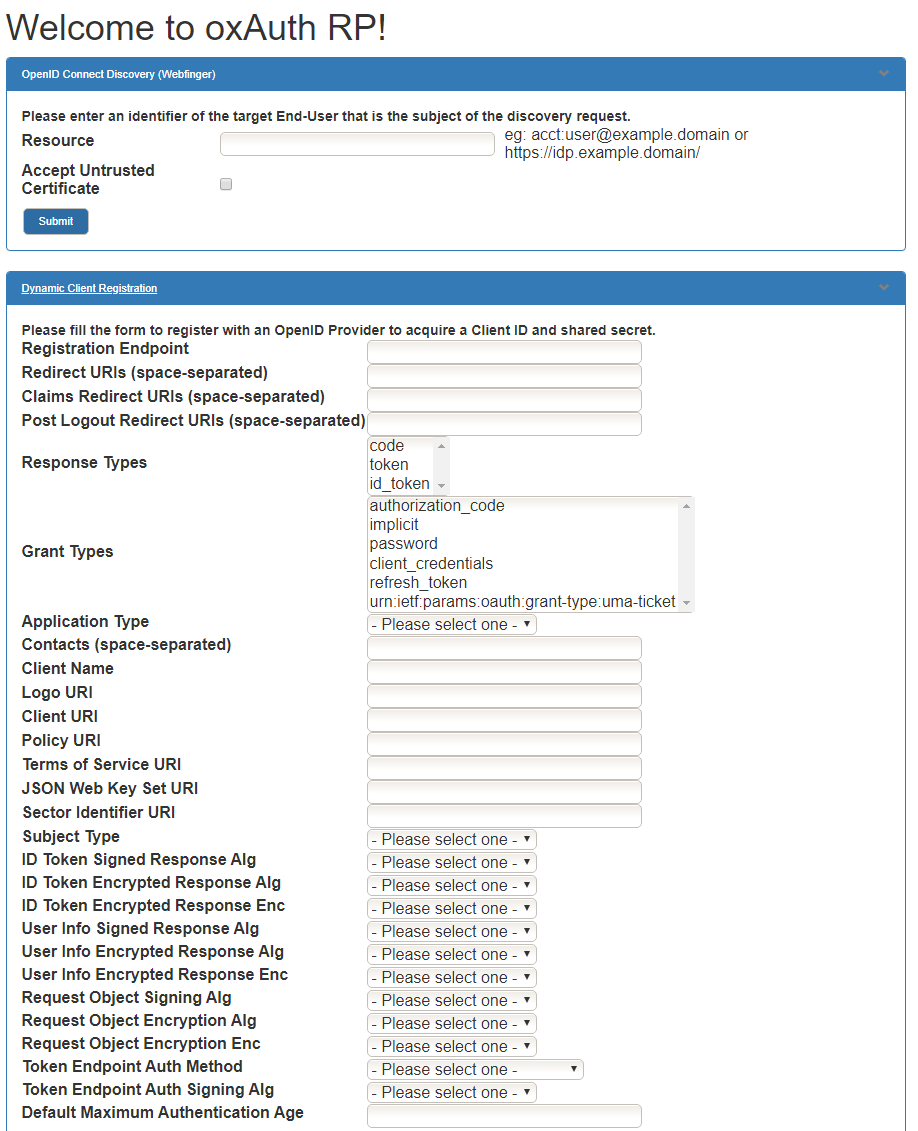 Welcome to oxAuth RP!
OpenID Connect Discovery (Webfinger)
Please enter an identifier of the target End-User that is the subject of the discovery request.
Resource
eg: acct:user@example.domain or
https://idp.example.domain/
Accept Untrusted
Certificate
Submit
Dynamic Client Registration
Please fill the form to register with an OpenID Provider to acquire a Client ID and shared secret.
Registration Endpoint
Redirect URIs (space-separated)
Claims Redirect URIs (space-separated)
Post Logout Redirect URIs (space-separated)
Response Types
code
token
id_token
Grant Types
authorization_code
implicit
password
client_credentials
refresh_token
urn:ietf:params:oauth:grant-type:uma-ticket
Application Type - Please select one -
Contacts (space-separated)
Client Name
Logo URI
Client URI
Policy URI
Terms of Service URI
JSON Web Key Set URI
Sector Identifier URI
Subject Type - Please select one -
ID Token Signed Response Alg - Please select one -
ID Token Encrypted Response Alg - Please select one -
ID Token Encrypted Response Enc - Please select one -
User Info Signed Response Alg - Please select one -
User Info Encrypted Response Alg - Please select one -
User Info Encrypted Response Enc - Please select one -
Request Object Signing Alg - Please select one -
Request Object Encryption Alg - Please select one -
Request Object Encryption Enc - Please select one -
Token Endpoint Auth Method - Please select one -
Token Endpoint Auth Signing Alg - Please select one -
Default Maximum Authentication Age